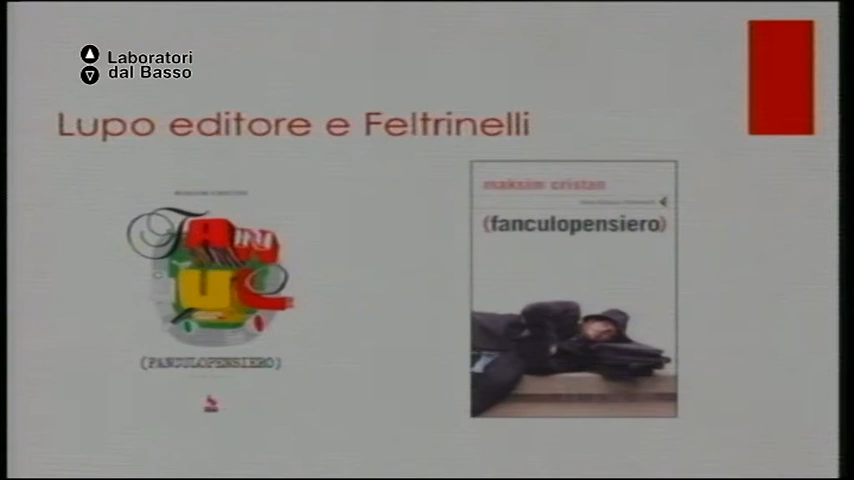 Laboratori
dal Basso
Lupo editore e Feltrinelli
maksim cristan
(fanculopensiero)
(FANCULOPENSIERO)